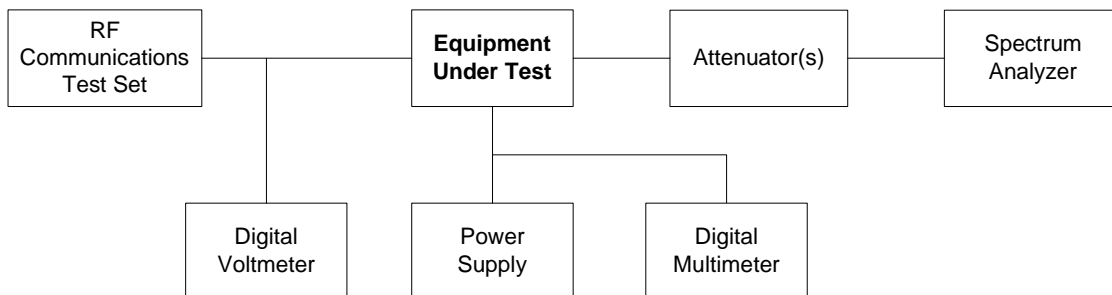 RF
Communications
Test Set
Equipment
Under Test
Attenuator(s)
Spectrum
Analyzer
Digital
Voltmeter
Power
Supply
Digital
Multimeter